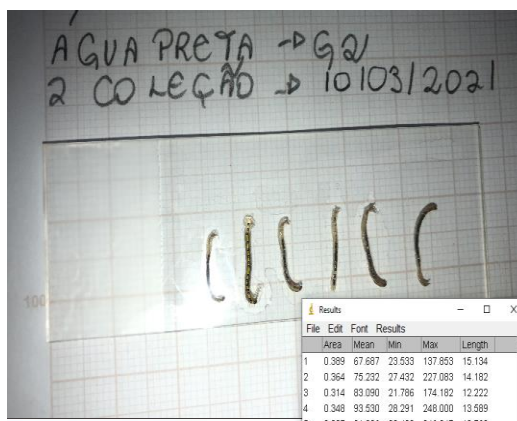 ÁGUA PRETA → G2
2 COLEÇÃO → 10/03/2021
100
Results
File Edit Font Results
Area Mean Min Max Length
1 0.389 67.687 23.533 137.853 15.134
2 0.364 75.232 27.432 227.083 14.182
3 0.314 83.090 21.786 174.182 12.222
4 0.348 93.530 28.291 248.000 13.589